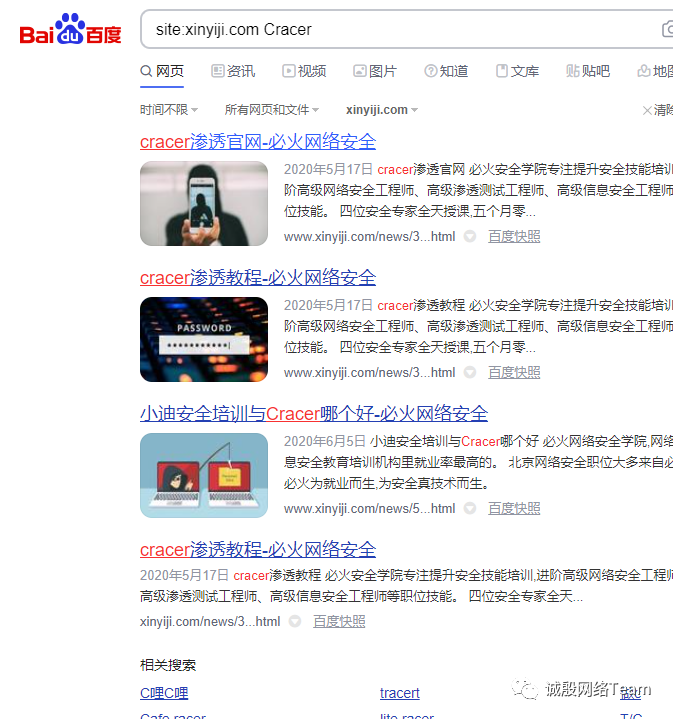 Bai du 百度
site:xinyiji.com Cracer
网页 资讯 视频 图片 知道 文库 贴吧 地图
时间不限 所有网页和文件 xinyiji.com 清除
cracer渗透官网-必火网络安全
2020年5月17日 cracer渗透官网 必火安全学院专注提升安全技能培训
阶高级网络安全工程师、高级渗透测试工程师、高级信息安全工程师
位技能。 四位安全专家全天授课,五个月零...
www.xinyiji.com/news/3...html 百度快照
cracer渗透教程-必火网络安全
PASSWORD
2020年5月17日 cracer渗透教程 必火安全学院专注提升安全技能培训
阶高级网络安全工程师、高级渗透测试工程师、高级信息安全工程师
位技能。 四位安全专家全天授课,五个月零...
www.xinyiji.com/news/3...html 百度快照
小迪安全培训与Cracer哪个好-必火网络安全
2020年6月5日 小迪安全培训与Cracer哪个好 必火网络安全学院,网络
息安全教育培训机构里就业率最高的。 北京网络安全职位大多来自必
必火为就业而生,为安全真技术而生。
www.xinyiji.com/news/5...html 百度快照
cracer渗透教程-必火网络安全
2020年5月17日 cracer渗透教程 必火安全学院专注提升安全技能培训,进阶高级网络安全工程师
高级渗透测试工程师、高级信息安全工程师等职位技能。 四位安全专家全天...
xinyiji.com/news/3...html 百度快照
相关搜索
C哩C哩 tracert
诚殷网络Team
Cafe racer lite racer T/C